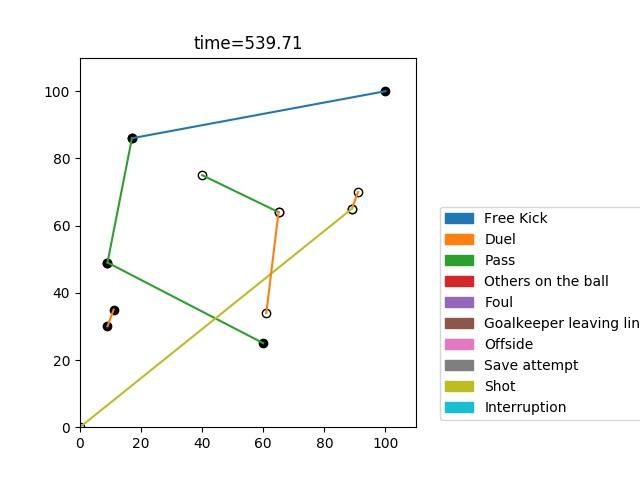 time=539.71
100
80
60
40
20
0
0 20 40 60 80 100
Free Kick
Duel
Pass
Others on the ball
Foul
Goalkeeper leaving lin
Offside
Save attempt
Shot
Interruption